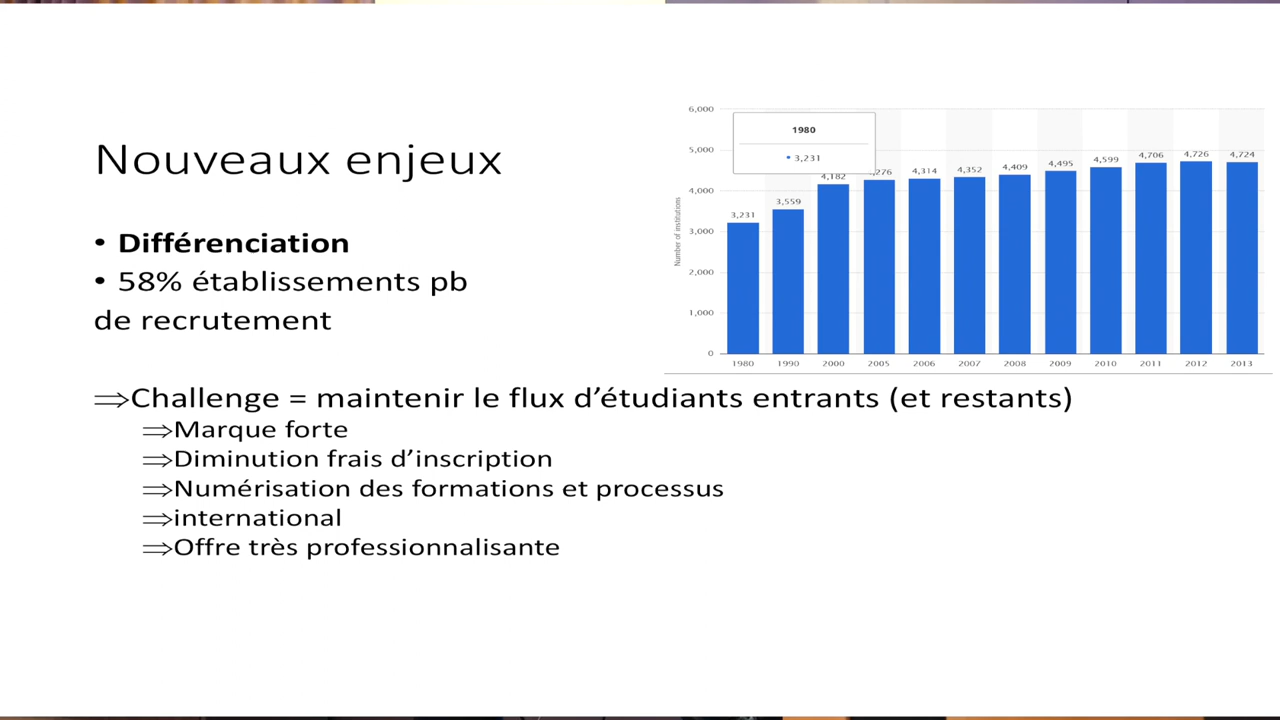 Nouveaux enjeux
• Différenciation
• 58% établissements pb
de recrutement
6,000
5,000
4,000
3,000
2,000
1,000
0
Number of institutions
1980
3,231
3,231
3,559
4,182
,276
4,314
4,352
4,409
4,495
4,599
4,706
4,726
4,724
1980 1990 2000 2005 2006 2007 2008 2009 2010 2011 2012 2013
⇒Challenge = maintenir le flux d’étudiants entrants (et restants)
⇒Marque forte
⇒Diminution frais d’inscription
⇒Numérisation des formations et processus
⇒international
⇒Offre très professionnalisante